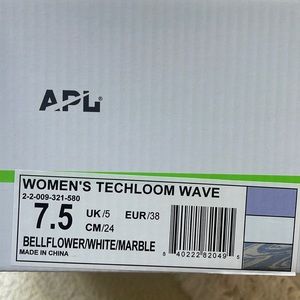 APL®
WOMEN'S TECHLOOM WAVE
2-2-009-321-580
7.5 UK/5 EUR/38
CM/24
BELLFLOWER/WHITE/MARBLE
MADE IN CHINA
8 40222 82049 5